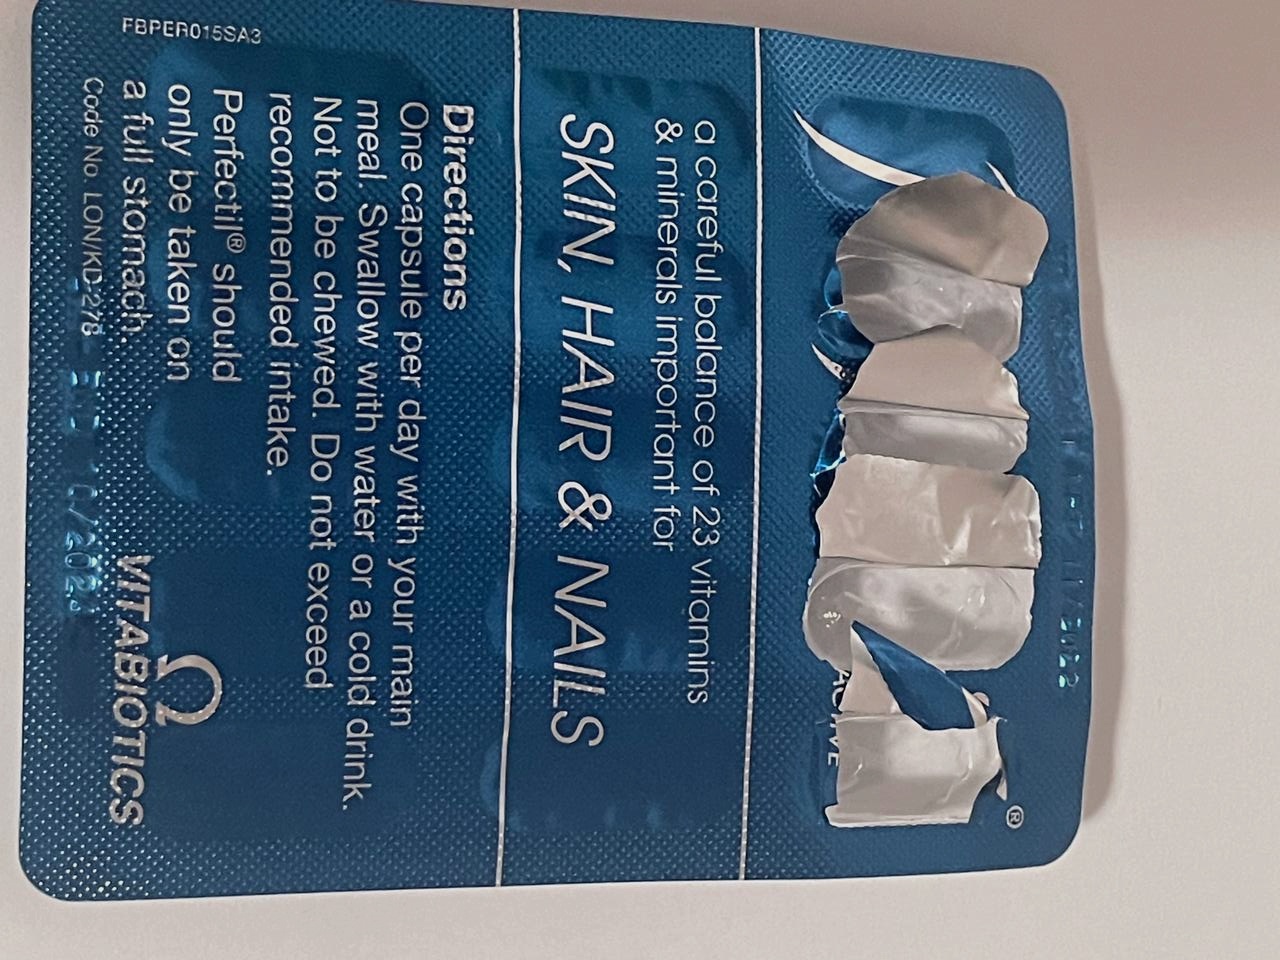 ACTIVE
®
a careful balance of 23 vitamins
& minerals important for
SKIN, HAIR & NAILS
Directions
One capsule per day with your main
meal. Swallow with water or a cold drink.
Not to be chewed. Do not exceed
recommended intake.
Perfectil® should
only be taken on
a full stomach.
VITABIOTICS
FBPER015SA3
Code No LON/KD-278